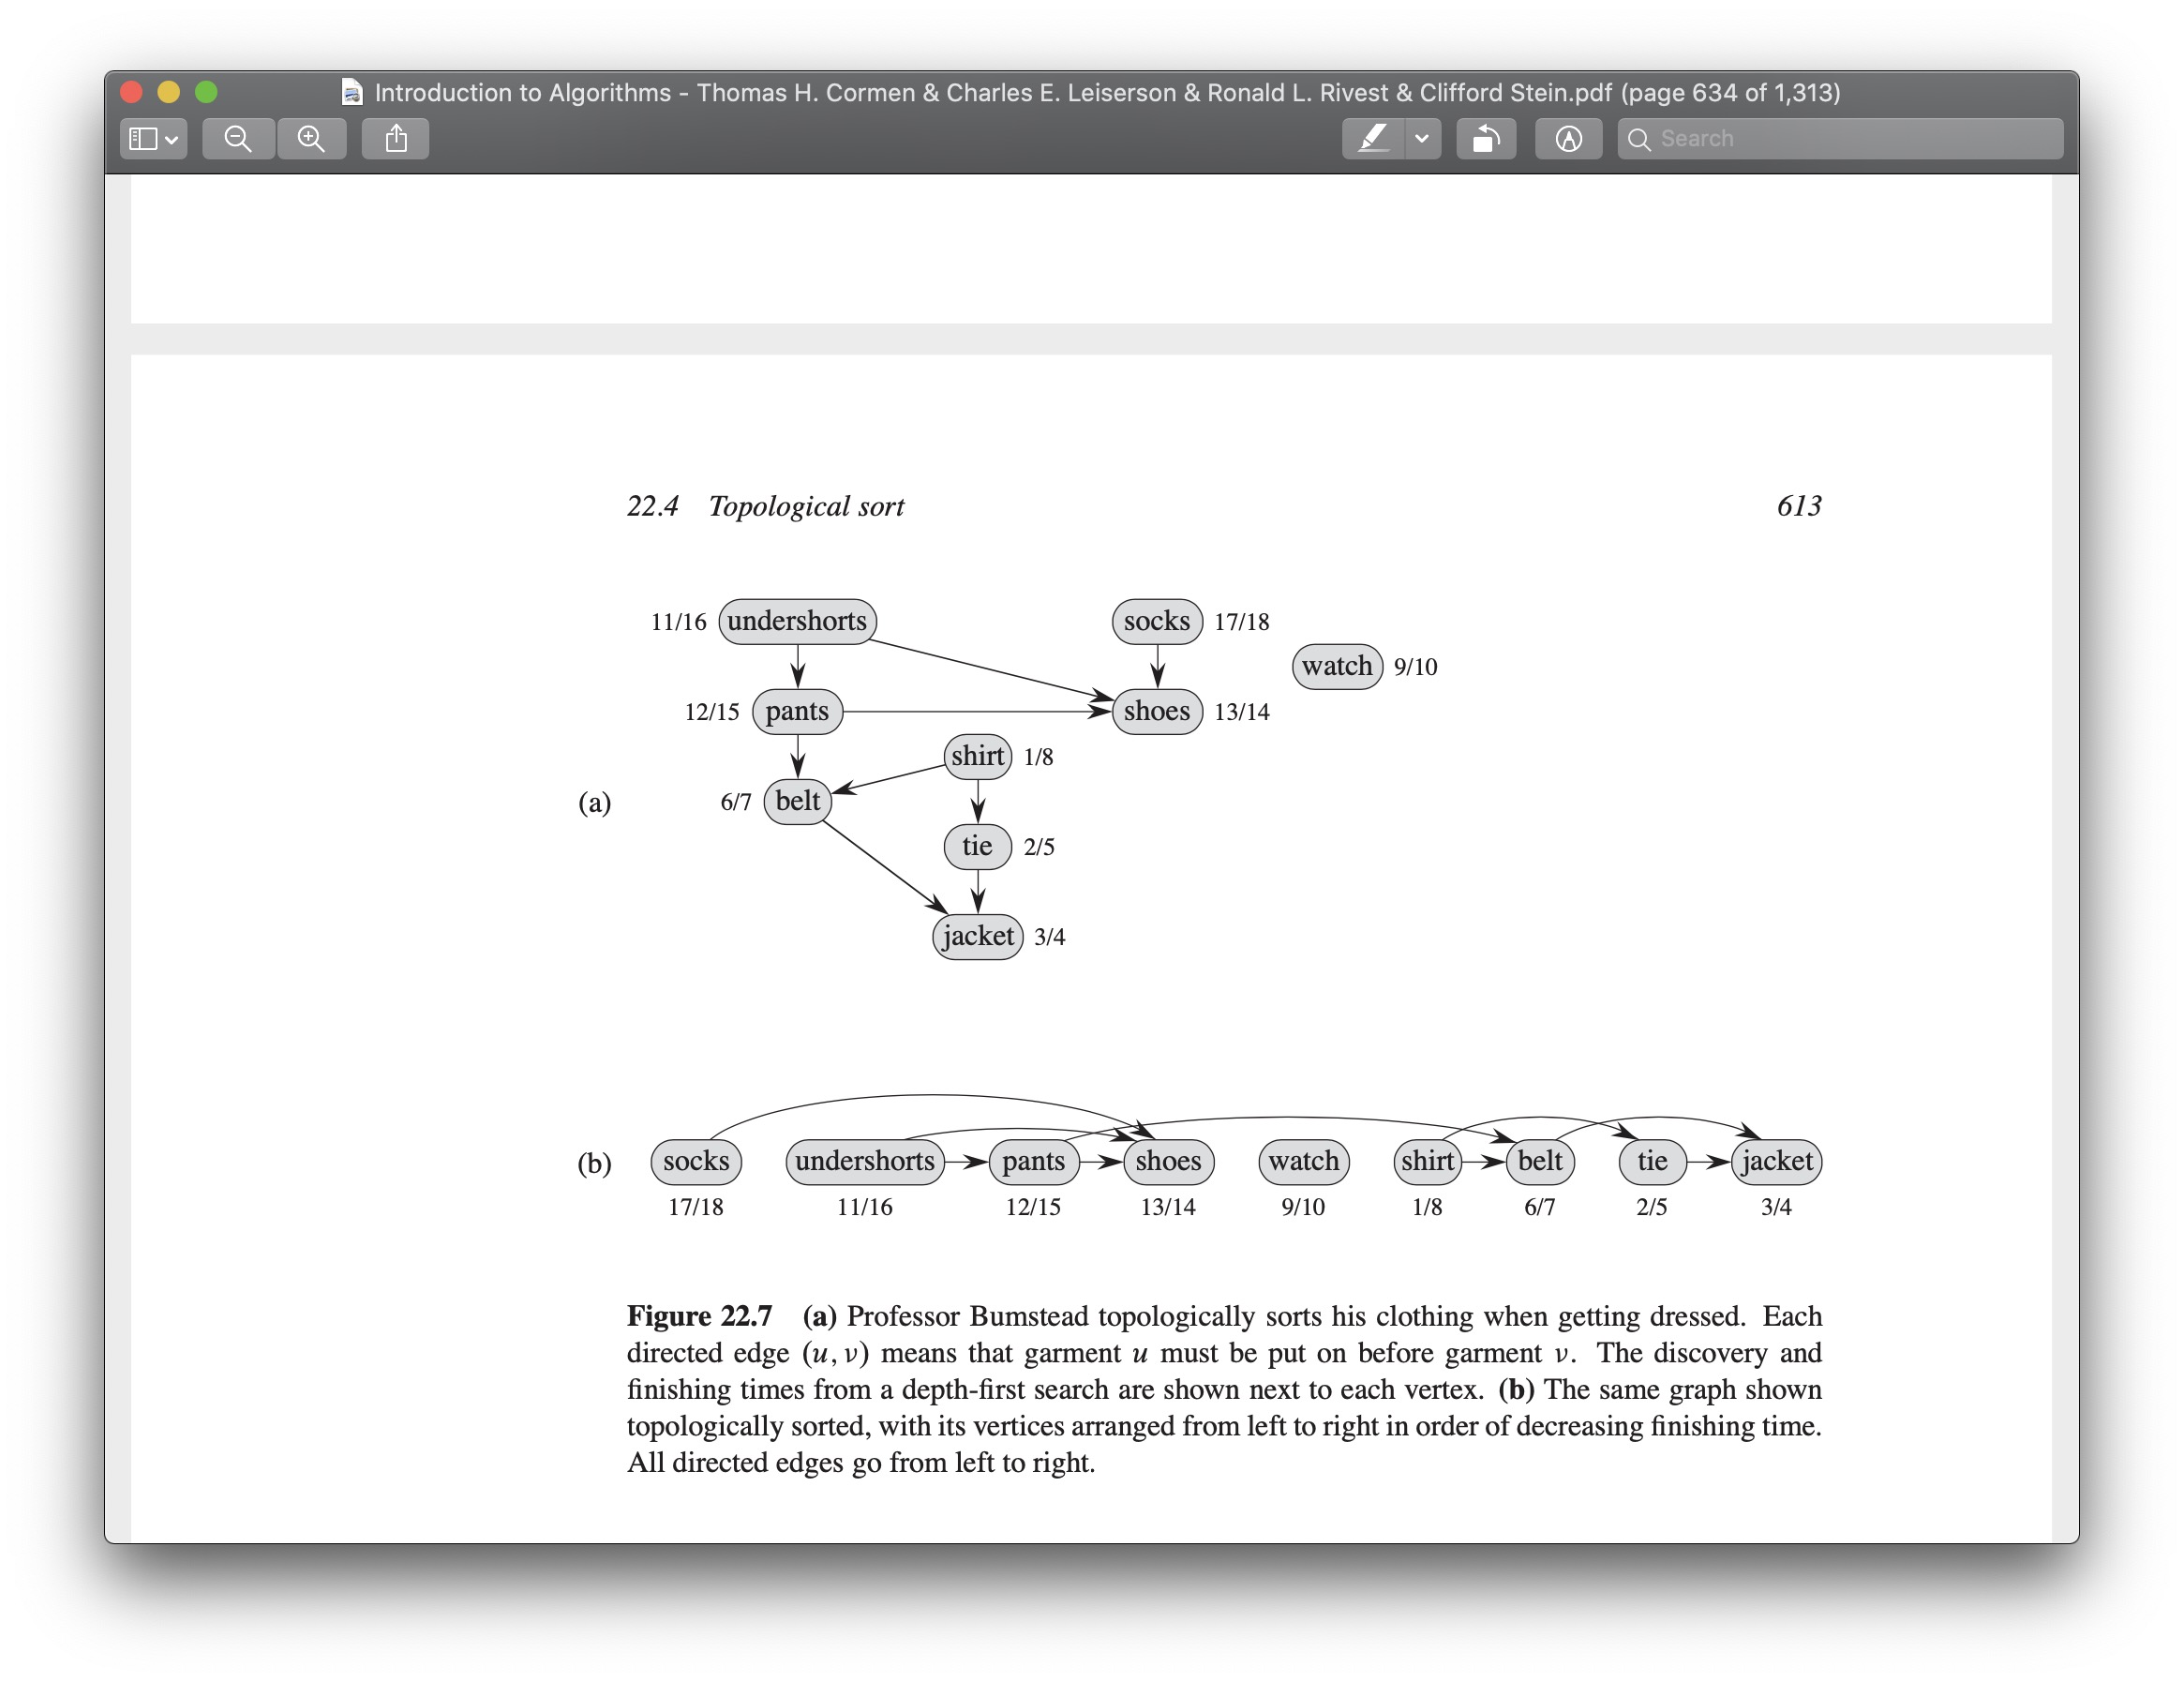 Introduction to Algorithms - Thomas H. Cormen & Charles E. Leiserson & Ronald L. Rivest & Clifford Stein.pdf (page 634 of 1,313)
Search
22.4 Topological sort 613
11/16 undershorts socks 17/18
watch 9/10
12/15 pants shoes 13/14
shirt 1/8
(a) 6/7 belt
tie 2/5
jacket 3/4
(b) socks undershorts pants shoes watch shirt belt tie jacket
17/18 11/16 12/15 13/14 9/10 1/8 6/7 2/5 3/4
Figure 22.7 (a) Professor Bumstead topologically sorts his clothing when getting dressed. Each
directed edge (u, v) means that garment u must be put on before garment v. The discovery and
finishing times from a depth-first search are shown next to each vertex. (b) The same graph shown
topologically sorted, with its vertices arranged from left to right in order of decreasing finishing time.
All directed edges go from left to right.